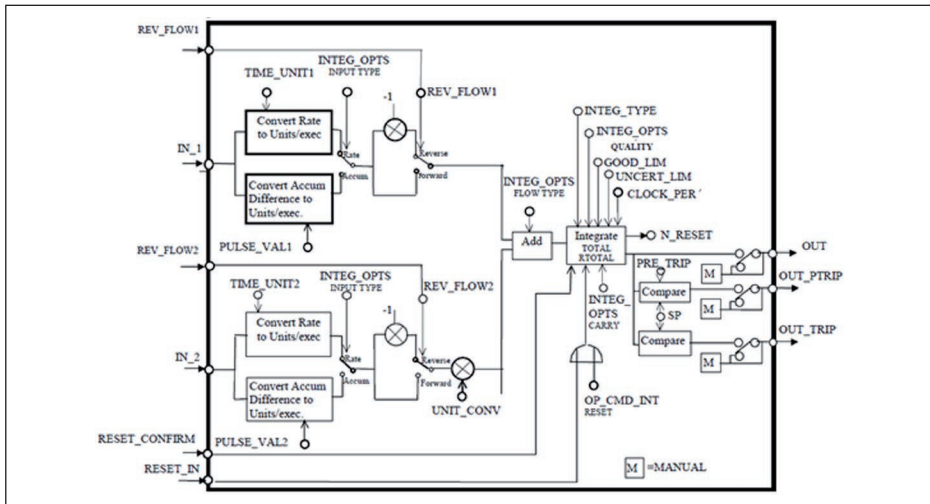 REV_FLOW1
TIME_UNIT1
INTEG_OPTS
INPUT TYPE
REV_FLOW1
-1
INTEG_TYPE
INTEG_OPTS
QUALITY
GOOD_LIM
UNCERT_LIM
CLOCK_PER
Convert Rate
to Units/exec
IN_1
Rate
Accum
Reverse
Forward
Convert Accum
Difference to
Units/exec.
PULSE_VAL1
INTEG_OPTS
FLOW TYPE
Add
Integrate
TOTAL
RTOTAL
N_RESET
OUT
M
REV_FLOW2
TIME_UNIT2
INTEG_OPTS
INPUT TYPE
REV_FLOW2
-1
PRE_TRIP
Compare
OUT_PTRIP
M
SP
INTEG_
OPTS
CARRY
Convert Rate
to Units/exec
IN_2
Rate
Accum
Reverse
Forward
Compare
OUT_TRIP
M
Convert Accum
Difference to
Units/exec.
UNIT_CONV
OP_CMD_INT
RESET
PULSE_VAL2
RESET_CONFIRM
RESET_IN
M =MANUAL